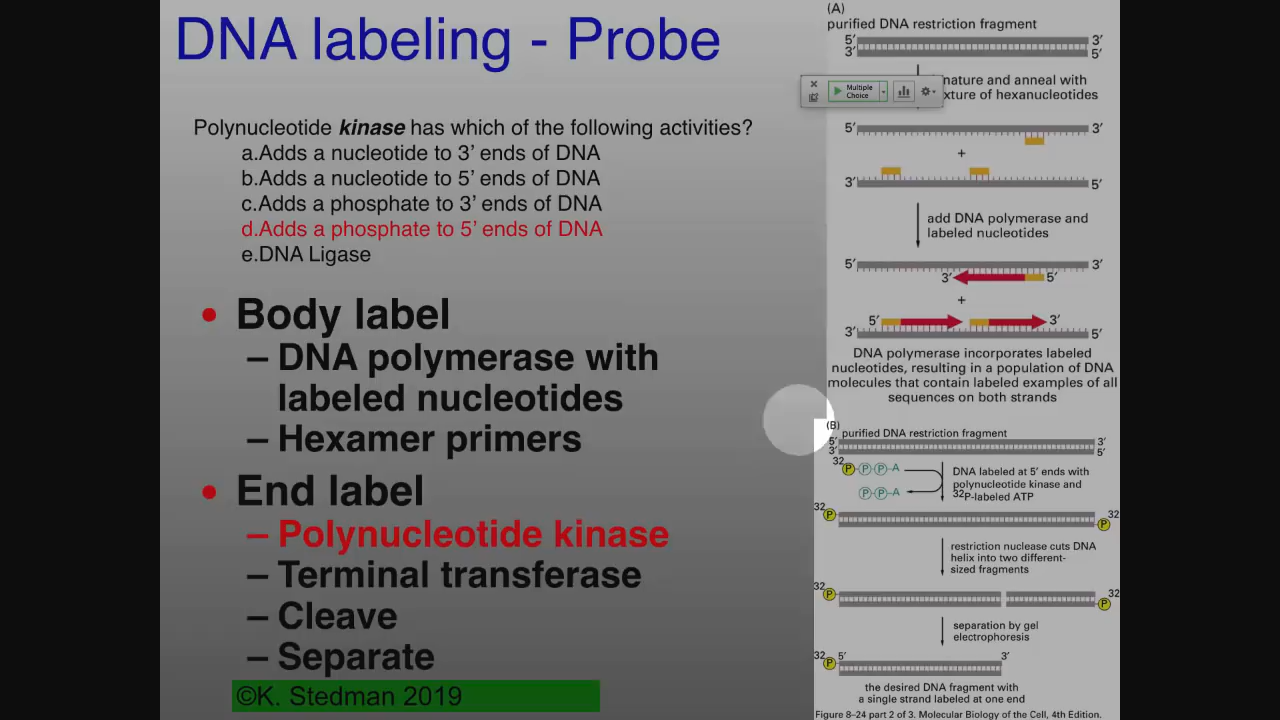 DNA labeling - Probe
Polynucleotide kinase has which of the following activities?
a.Adds a nucleotide to 3’ ends of DNA
b.Adds a nucleotide to 5’ ends of DNA
c.Adds a phosphate to 3’ ends of DNA
d.Adds a phosphate to 5’ ends of DNA
e.DNA Ligase
• Body label
– DNA polymerase with
labeled nucleotides
– Hexamer primers
• End label
– Polynucleotide kinase
– Terminal transferase
– Cleave
– Separate
©K. Stedman 2019
(A)
purified DNA restriction fragment
5′ 3′
3′ 5′
Multiple
Choice
nature and anneal with
xture of hexanucleotides
5′ 3′
+
3′ 5′
add DNA polymerase and
labeled nucleotides
5′ 3′
3′ 5′
+
5′ 3′
3′ 5′
DNA polymerase incorporates labeled
nucleotides, resulting in a population of DNA
molecules that contain labeled examples of all
sequences on both strands
(B)
purified DNA restriction fragment
5′ 3′
3′ 5′
32
P P P A
P P A
DNA labeled at 5′ ends with
polynucleotide kinase and
32P-labeled ATP
32 P 32 P
restriction nuclease cuts DNA
helix into two different-
sized fragments
32 P 32 P
separation by gel
electrophoresis
32 P 5′ 3′
the desired DNA fragment with
a single strand labeled at one end
Figure 8–24 part 2 of 3. Molecular Biology of the Cell, 4th Edition.